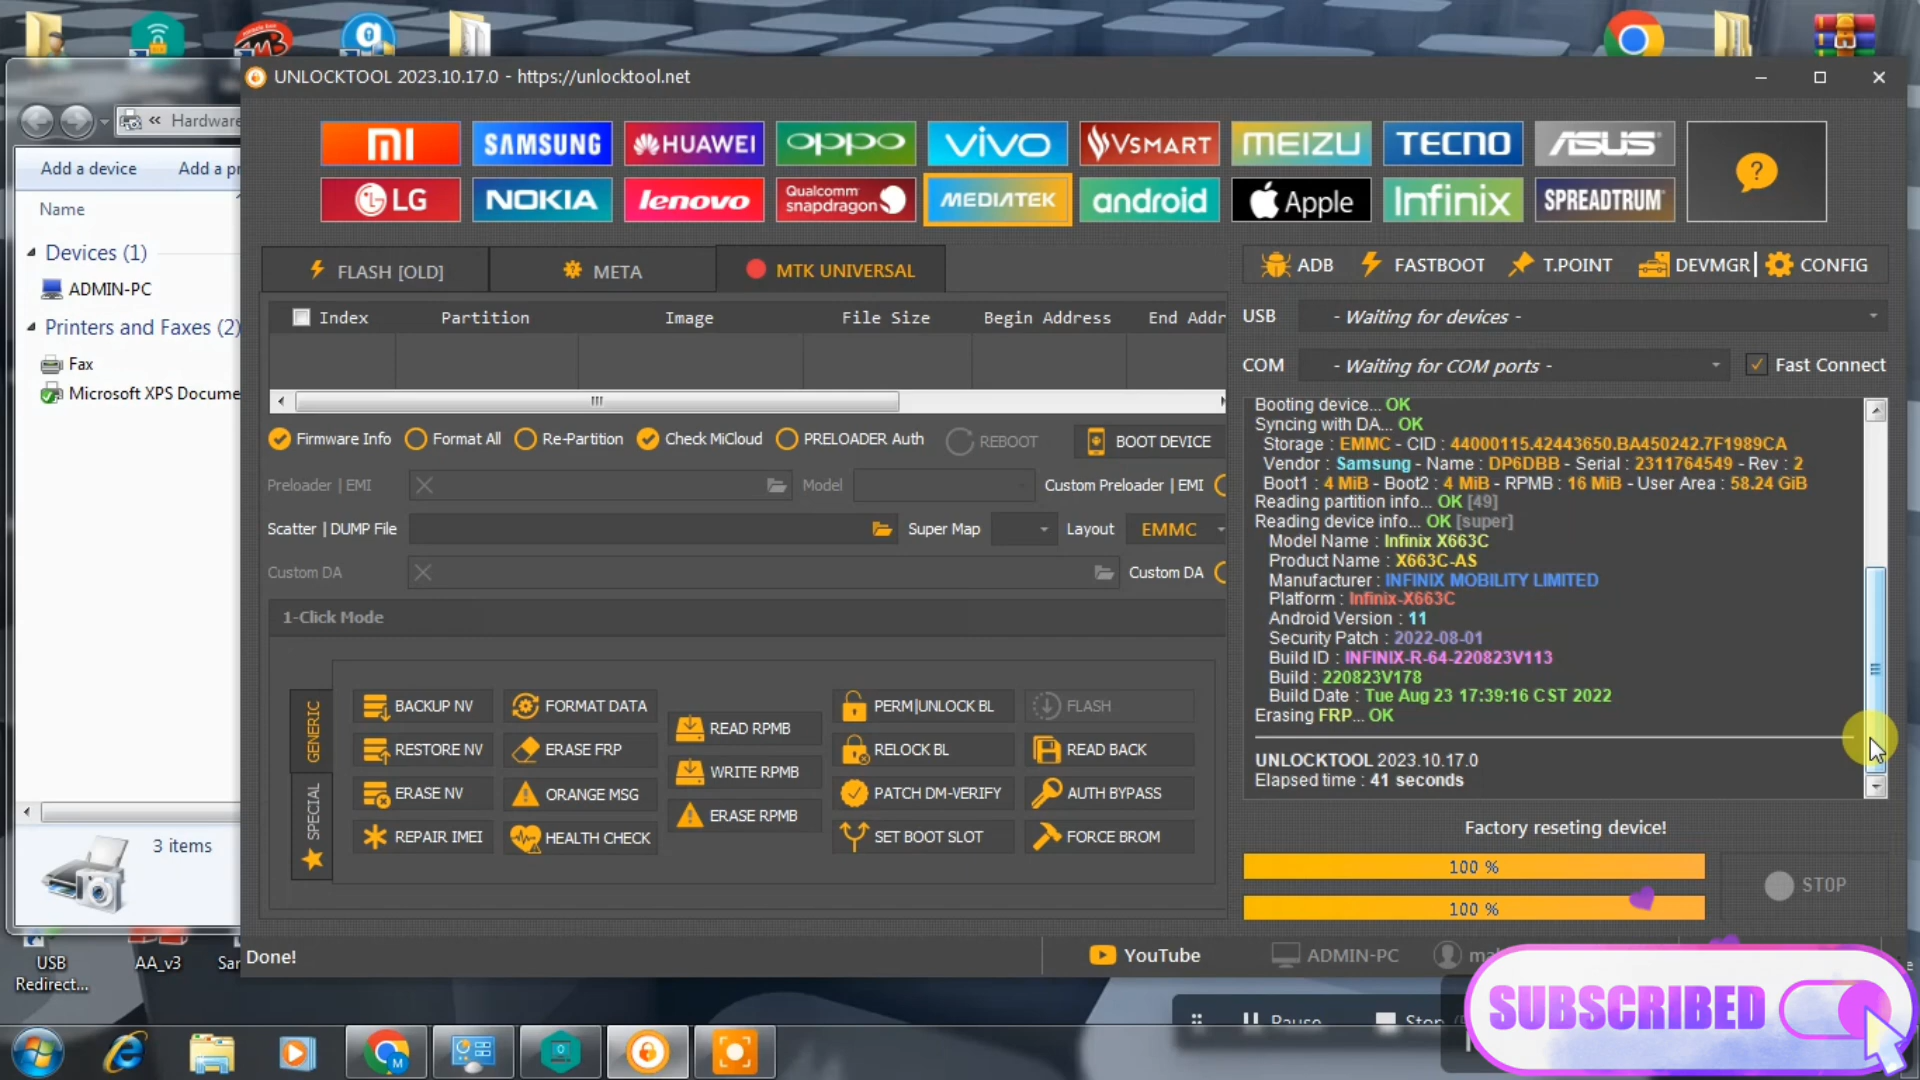 UNLOCKTOOL 2023.10.17.0 - https://unlocktool.net
« Hardware
Add a device
Name
Devices (1)
ADMIN-PC
Printers and Faxes (2)
Fax
Microsoft XPS Docume
3 items
mi SAMSUNG HUAWEI oppo vivo VSMART MEIZU TECNO ASUS ?
LG NOKIA lenovo Qualcomm snapdragon MEDIATEK android Apple Infinix SPREADTRUM
FLASH [OLD] META MTK UNIVERSAL
ADB FASTBOOT T.POINT DEVMGR CONFIG
Index Partition Image File Size Begin Address End Addr
USB - Waiting for devices -
COM - Waiting for COM ports - Fast Connect
Firmware Info Format All Re-Partition Check MiCloud PRELOADER Auth REBOOT BOOT DEVICE
Preloader | EMI Model Custom Preloader | EMI
Scatter | DUMP File Super Map Layout EMMC
Custom DA Custom DA
1-Click Mode
GENERIC
SPECIAL
BACKUP NV FORMAT DATA PERM|UNLOCK BL FLASH
READ RPMB
RESTORE NV ERASE FRP RELOCK BL READ BACK
WRITE RPMB
ERASE NV ORANGE MSG PATCH DM-VERIFY AUTH BYPASS
ERASE RPMB
REPAIR IMEI HEALTH CHECK SET BOOT SLOT FORCE BROM
Booting device... OK
Syncing with DA... OK
Storage : EMMC - CID : 44000115.42443650.BA450242.7F1989CA
Vendor : Samsung - Name : DP6DBB - Serial : 2311764549 - Rev : 2
Boot1 : 4 MiB - Boot2 : 4 MiB - RPMB : 16 MiB - User Area : 58.24 GiB
Reading partition info... OK [49]
Reading device info... OK [super]
Model Name : Infinix X663C
Product Name : X663C-AS
Manufacturer : INFINIX MOBILITY LIMITED
Platform : Infinix-X663C
Android Version : 11
Security Patch : 2022-08-01
Build ID : INFINIX-R-64-220823V113
Build : 220823V178
Build Date : Tue Aug 23 17:39:16 CST 2022
Erasing FRP... OK
UNLOCKTOOL 2023.10.17.0
Elapsed time : 41 seconds
Factory reseting device!
100 %
100 %
STOP
Done! YouTube ADMIN-PC
USB
Redirect...
AA_v3
Pause Stop
SUBSCRIBED